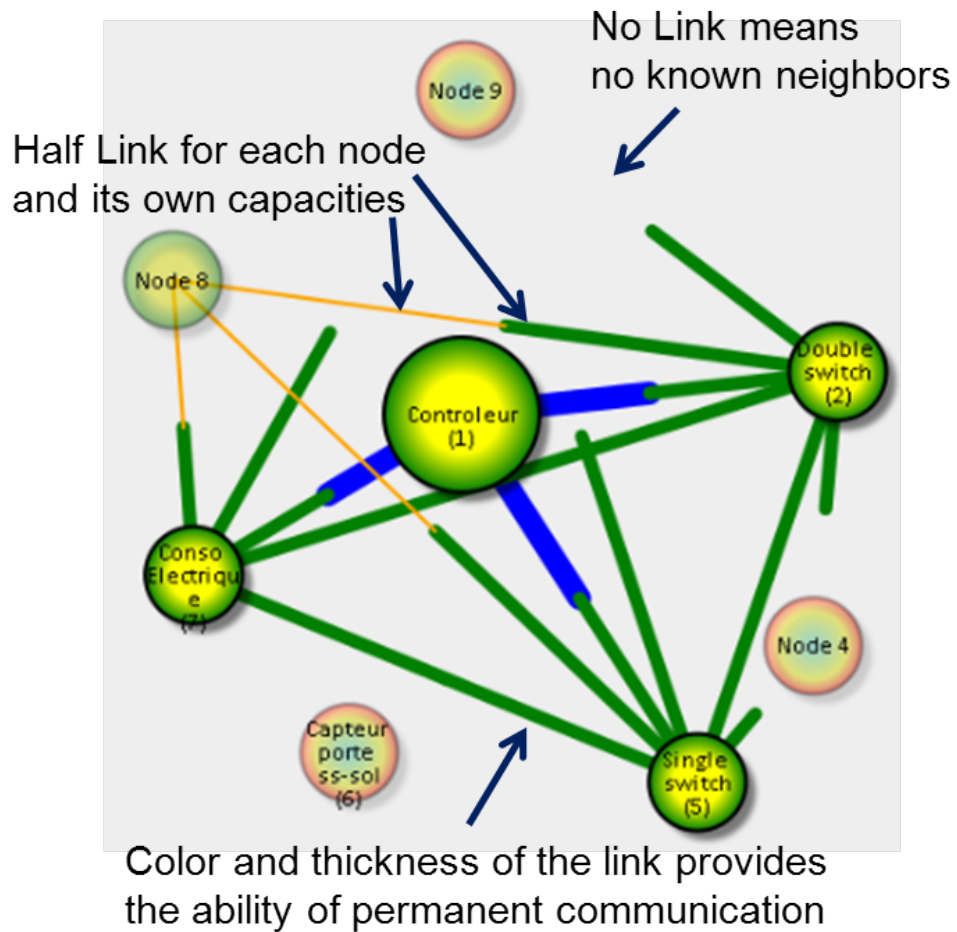 No Link means
no known neighbors
Node 9
Half Link for each node
and its own capacities
Node 8
Double
switch
(2)
Controleur
(1)
Conso
Electriqu
e
(7)
Node 4
Capteur
porte
ss-sol
(6)
Single
switch
(5)
Color and thickness of the link provides
the ability of permanent communication